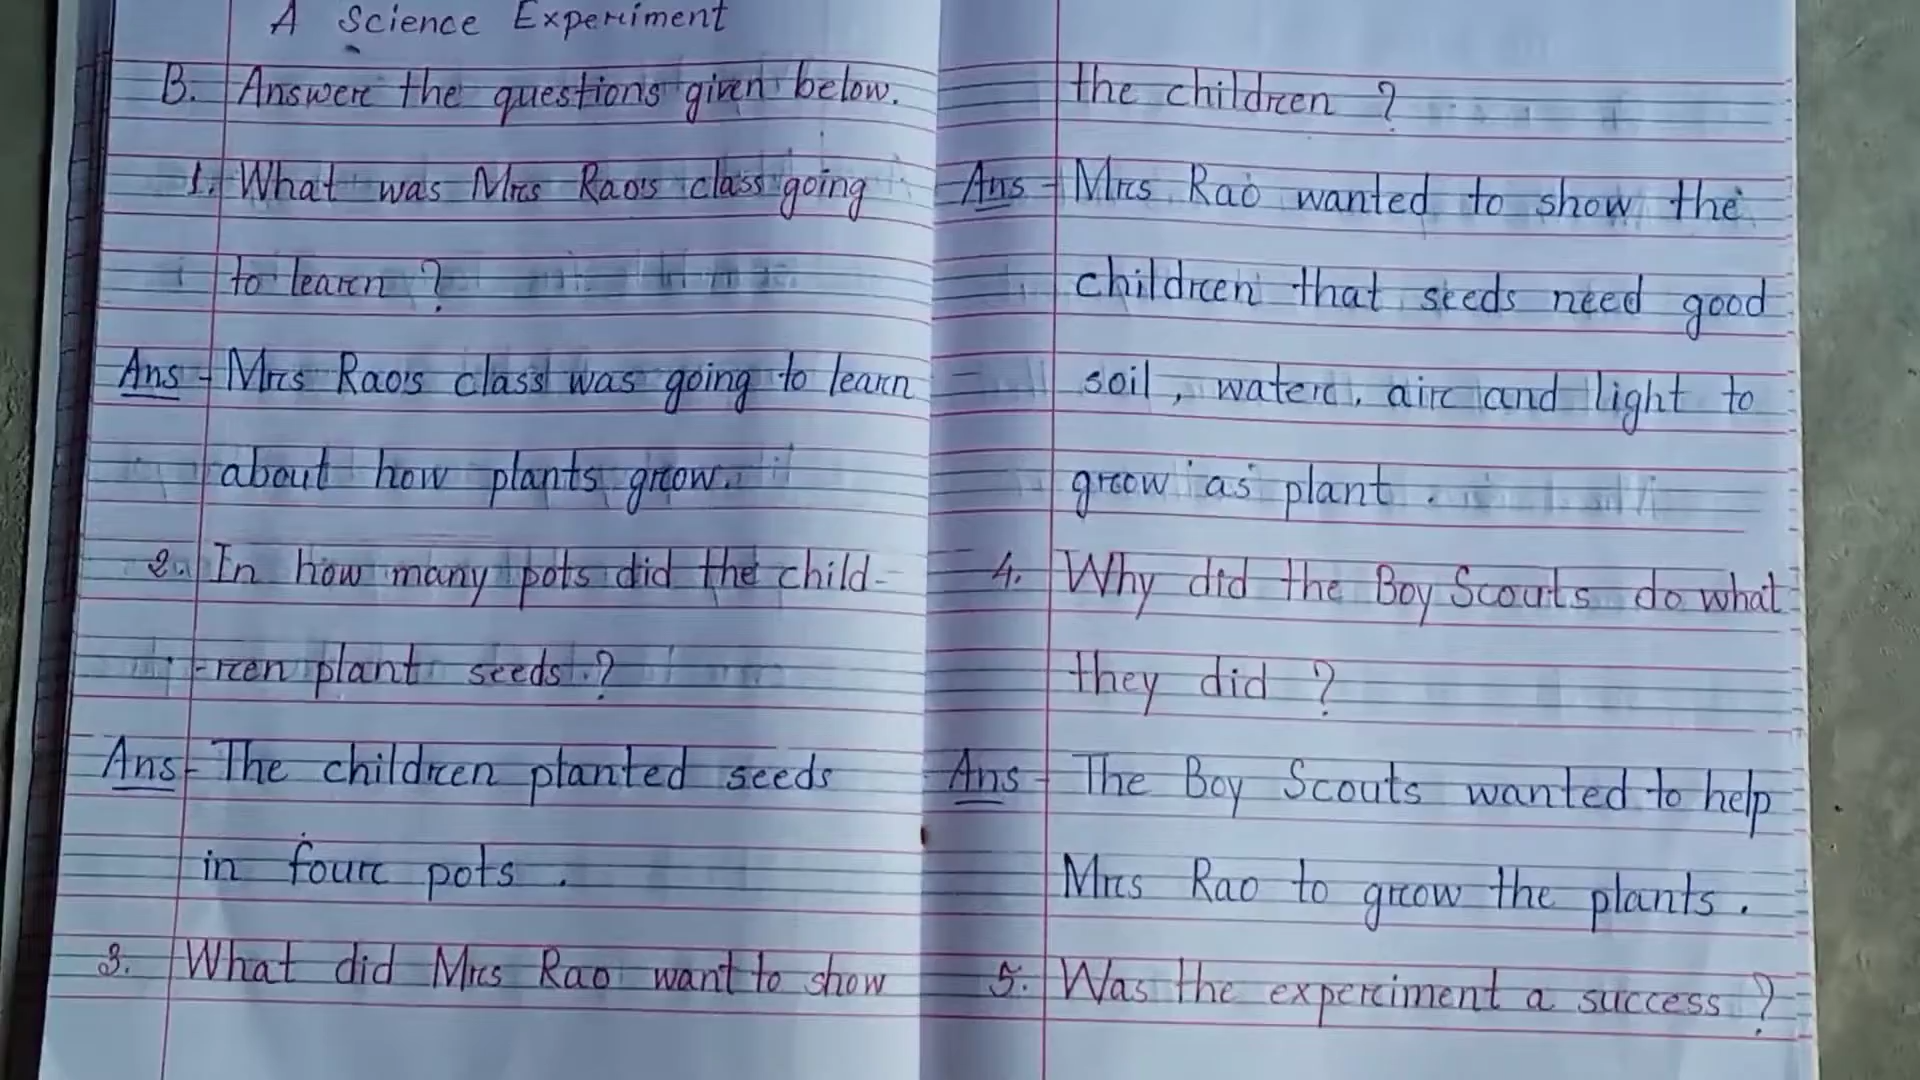 A Science Experiment
B. Answer the questions given below.
1. What was Mrs Rao's class going
to learn ?
Ans - Mrs Rao's class was going to learn
about how plants grow.
2. In how many pots did the child-
-ren plant seeds ?
Ans - The children planted seeds
in four pots .
3. What did Mrs Rao want to show
the children ?
Ans - Mrs Rao wanted to show the
children that seeds need good
soil , water , air and light to
grow as plant .
4. Why did the Boy Scouts do what
they did ?
Ans - The Boy Scouts wanted to help
Mrs Rao to grow the plants .
5. Was the experiment a success ?